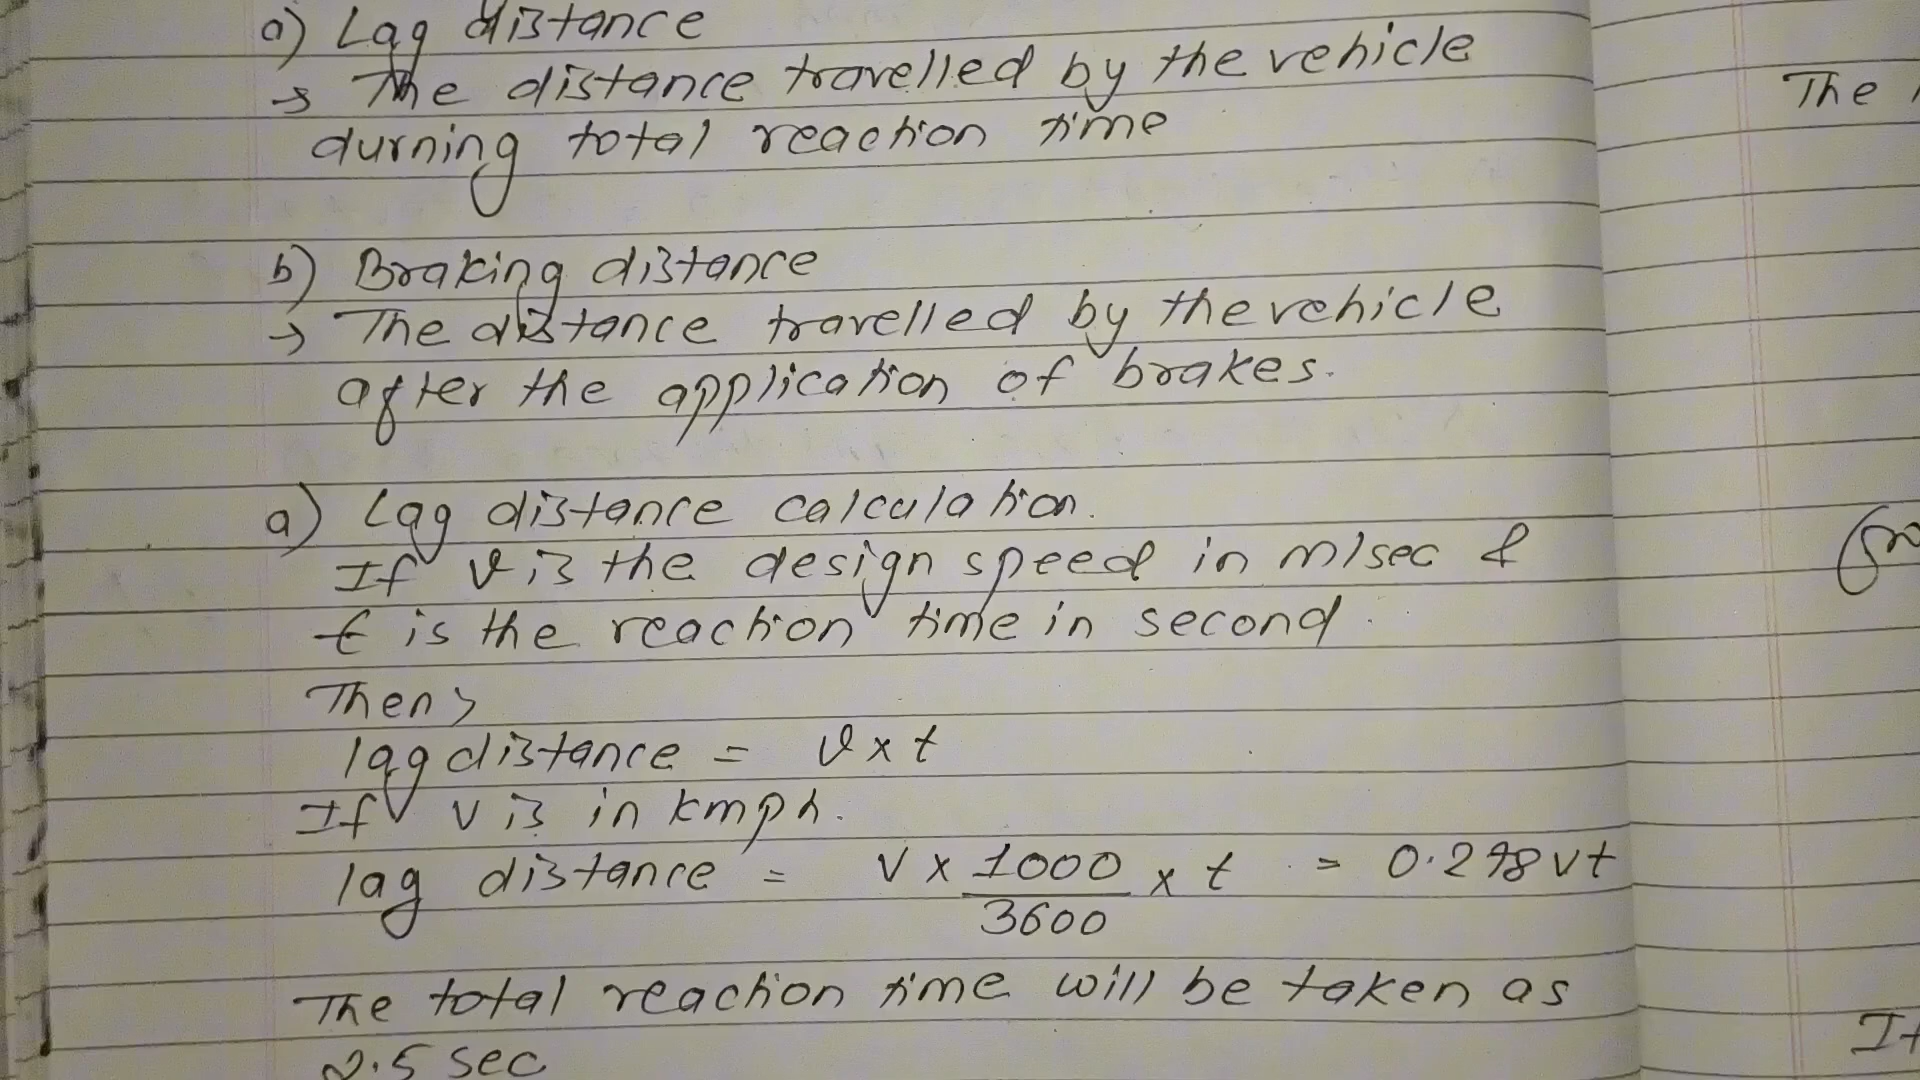 a) Lag distance
→ The distance travelled by the vehicle
durning total reaction time
b) Braking distance
→ The distance travelled by the vehicle
after the application of brakes.
a) Lag distance calculation.
If v is the design speed in m/sec &
t is the reaction time in second.
Then,
lag distance = v x t
If v is in kmph.
lag distance = V x 1000/3600 x t = 0.278 vt
The total reaction time will be taken as
2.5 sec
The
If